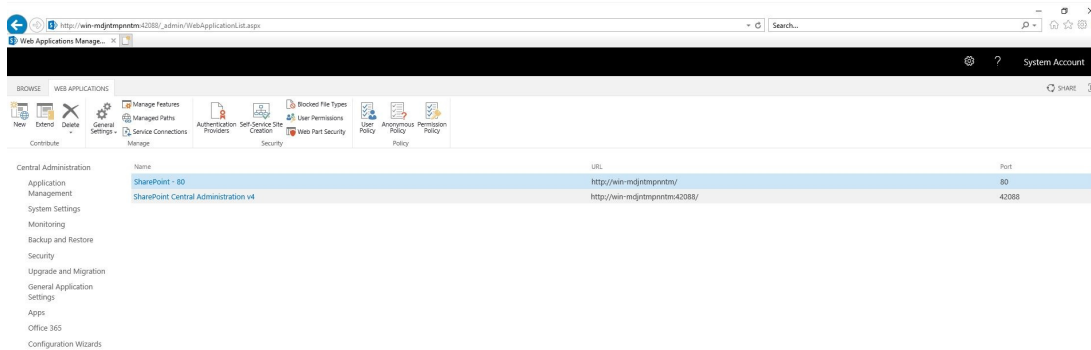 http://win-mdjntmpnntm:42088/_admin/WebApplicationList.aspx
Search...
Web Applications Manage...
System Account
BROWSE WEB APPLICATIONS
SHARE
New Extend Delete
General Settings
Manage Features
Managed Paths
Service Connections
Authentication Providers
Self-Service Site Creation
Blocked File Types
User Permissions
Web Part Security
User Policy
Anonymous Policy
Permission Policy
Contribute Manage Security Policy
Central Administration
Application Management
System Settings
Monitoring
Backup and Restore
Security
Upgrade and Migration
General Application Settings
Apps
Office 365
Configuration Wizards
Name URL Port
SharePoint - 80 http://win-mdjntmpnntm/ 80
SharePoint Central Administration v4 http://win-mdjntmpnntm:42088/ 42088